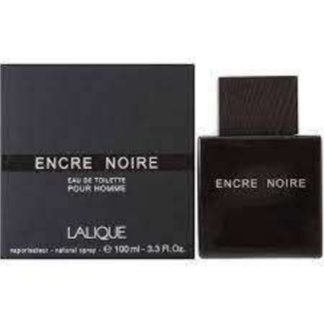 ENCRE NOIRE
EAU DE TOILETTE
POUR HOMME
LALIQUE
vaporisateur - natural spray - ℮ 100 ml - 3.3 Fl.Oz.
ENCRE NOIRE